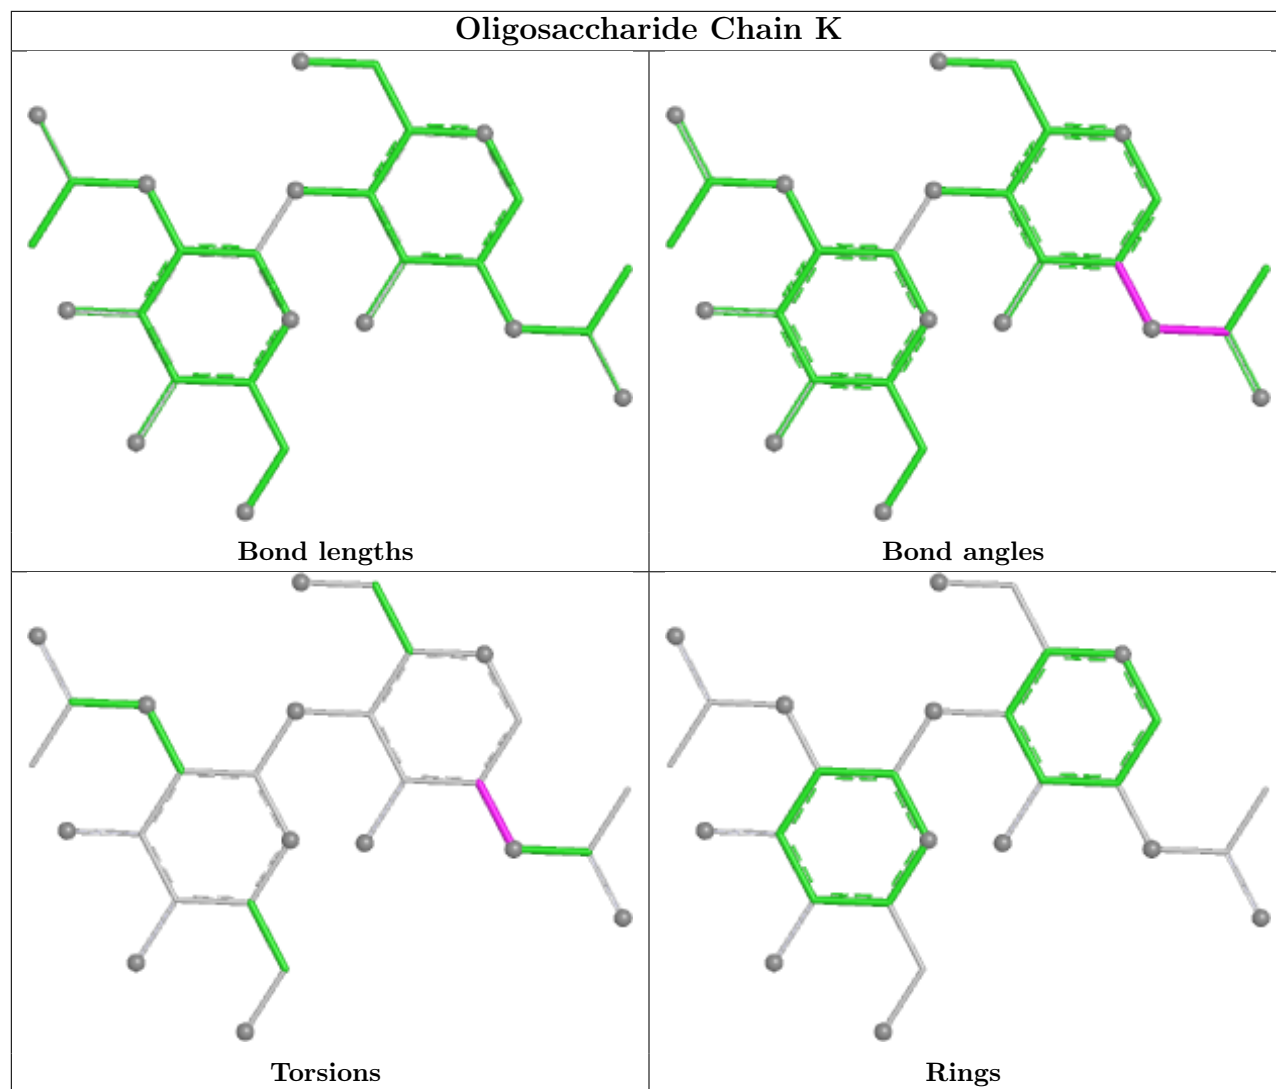 Oligosaccharide Chain K
Bond lengths
Bond angles
Torsions
Rings